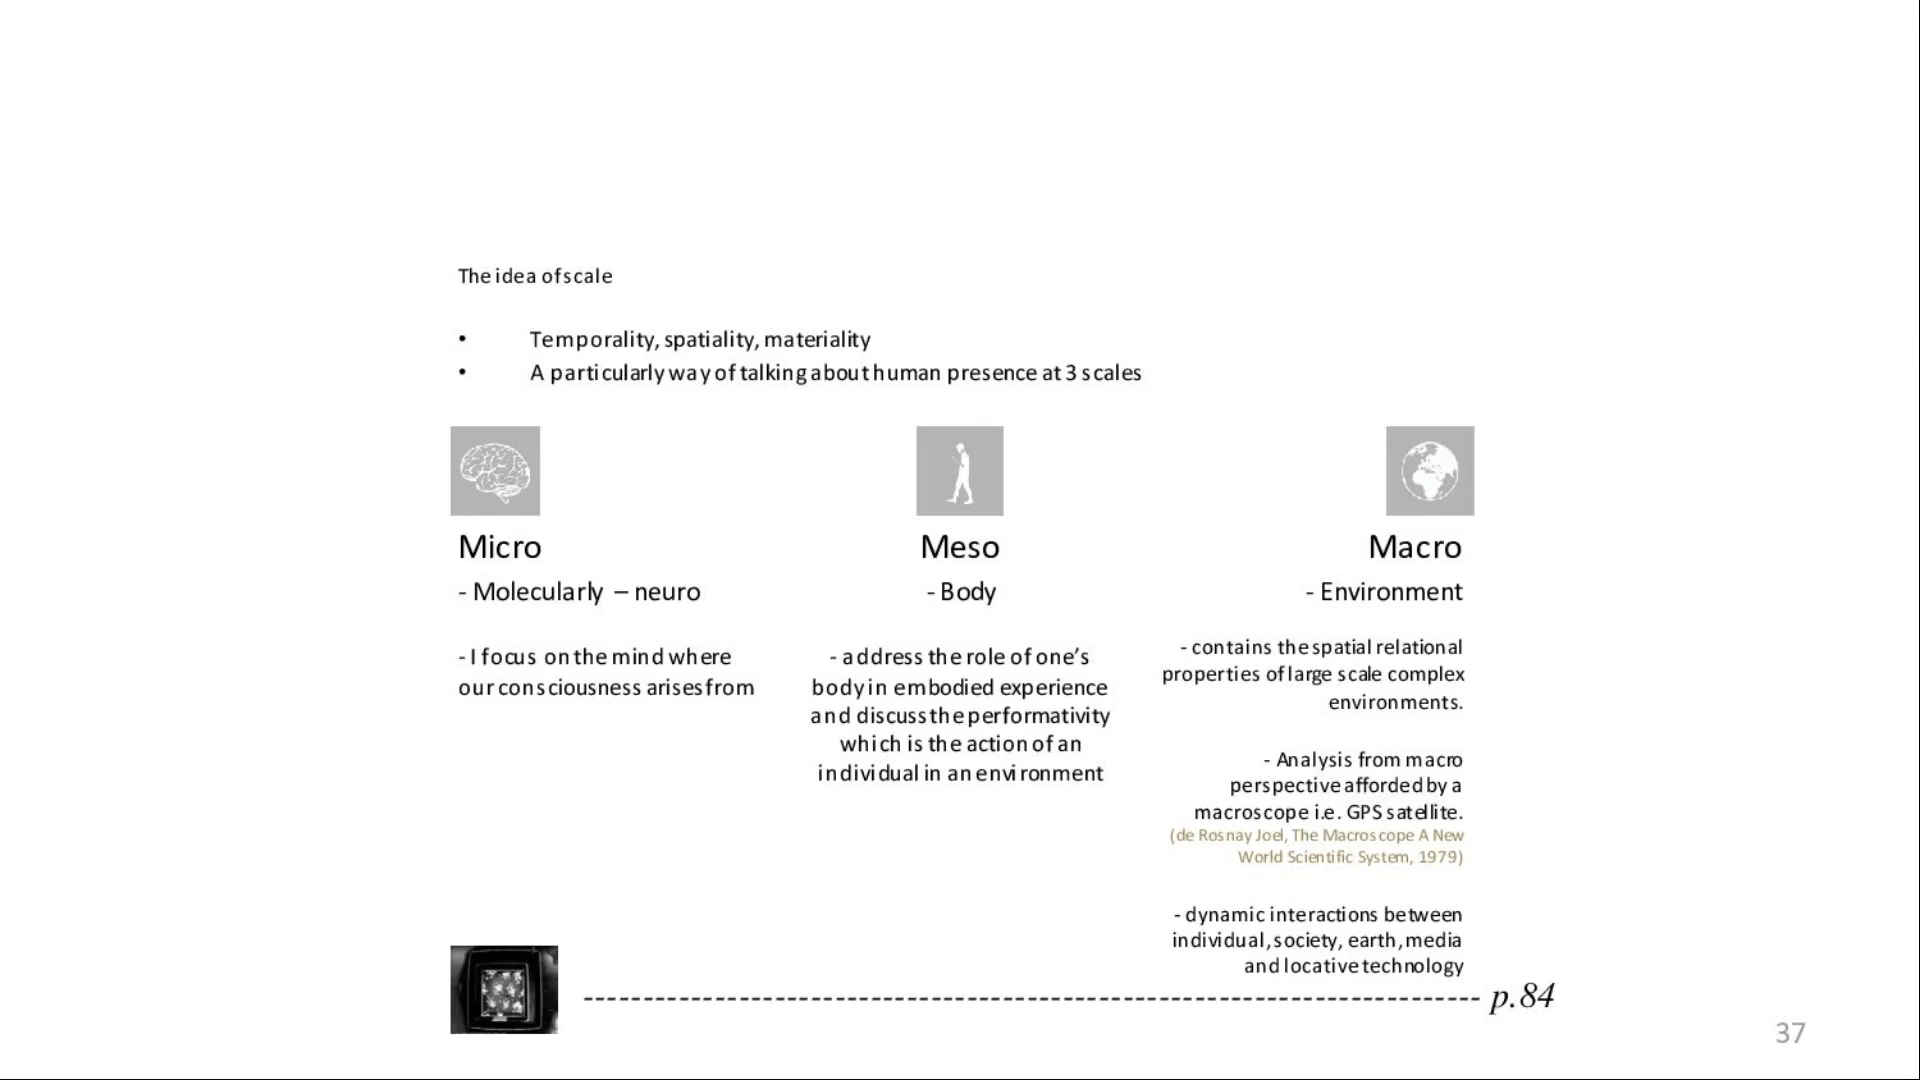 The idea of scale
• Temporality, spatiality, materiality
• A particularly way of talking about human presence at 3 scales
Micro
- Molecularly – neuro
- I focus on the mind where
our consciousness arises from
Meso
- Body
- address the role of one’s
body in embodied experience
and discuss the performativity
which is the action of an
individual in an environment
Macro
- Environment
- contains the spatial relational
properties of large scale complex
environments.
- Analysis from macro
perspective afforded by a
macroscope i.e. GPS satellite.
(de Rosnay Joel, The Macroscope A New
World Scientific System, 1979)
- dynamic interactions between
individual, society, earth, media
and locative technology
p.84
37